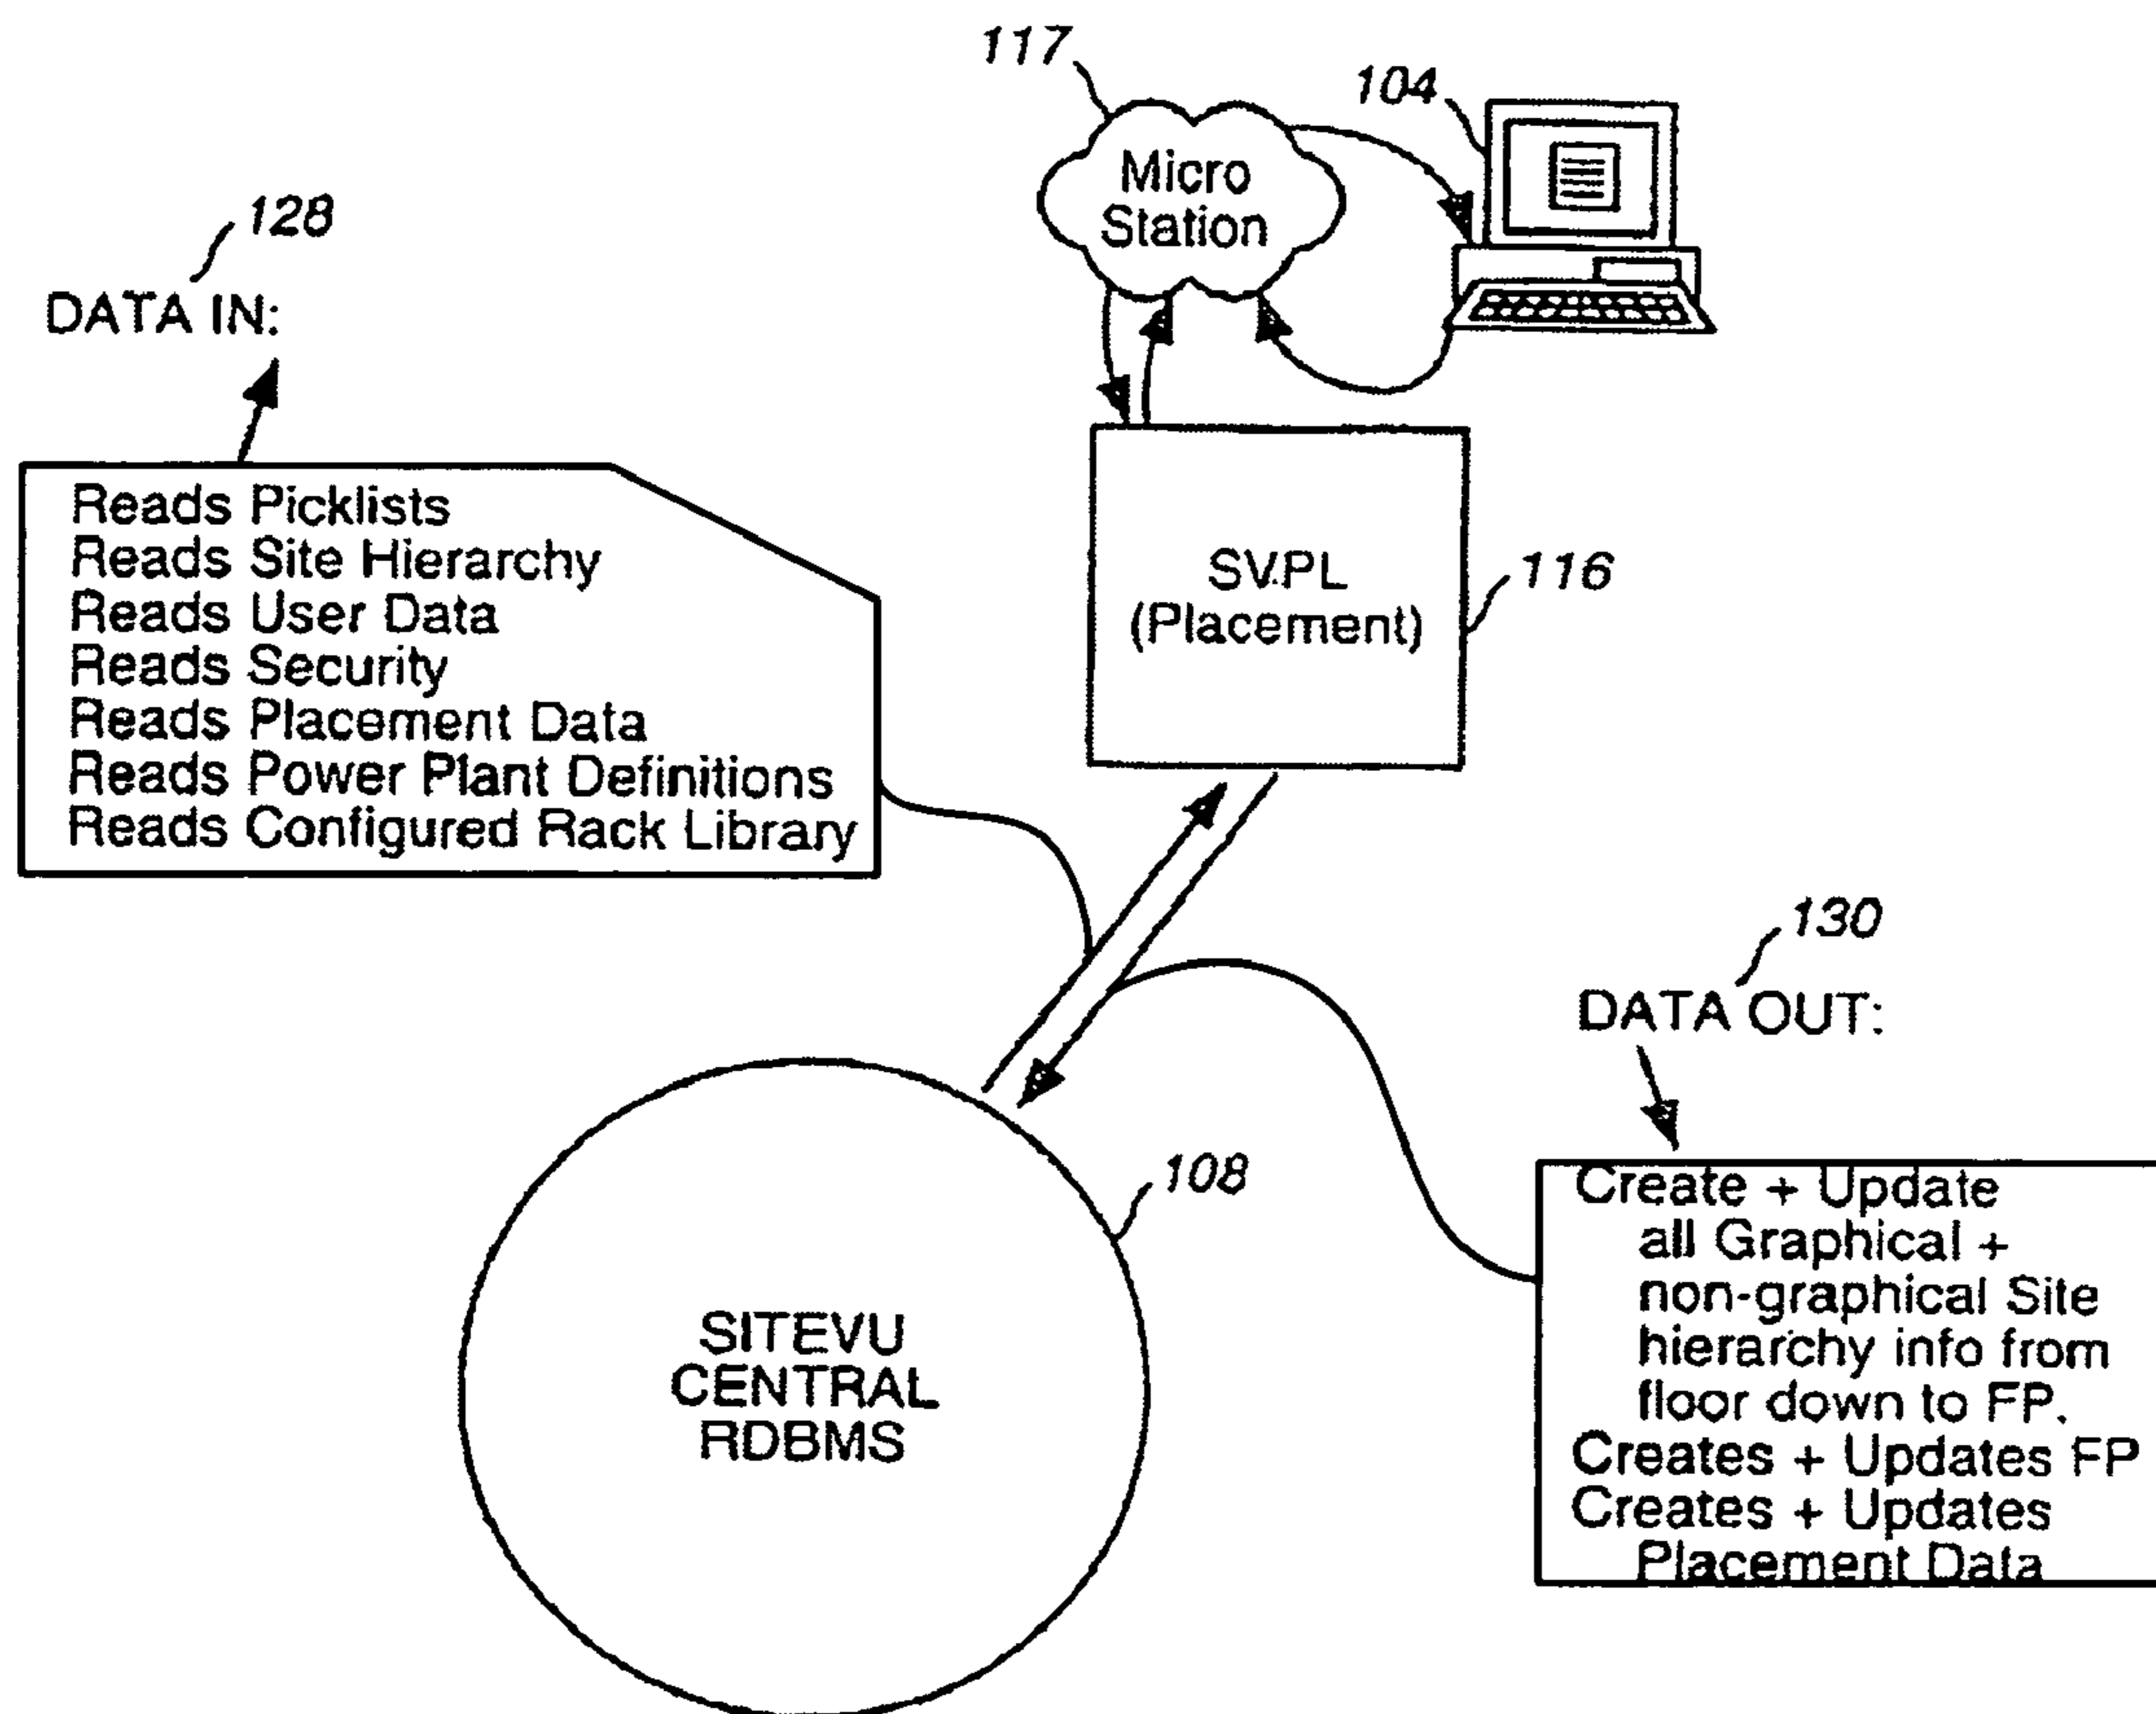 117
104
Micro
Station
128
DATA IN:
Reads Picklists
Reads Site Hierarchy
Reads User Data
Reads Security
Reads Placement Data
Reads Power Plant Definitions
Reads Configured Rack Library
SVPL
(Placement)
116
130
DATA OUT:
108
Create + Update
all Graphical +
non-graphical Site
hierarchy info from
floor down to FP.
Creates + Updates FP
Creates + Updates
Placement Data
SITEVU
CENTRAL
RDBMS